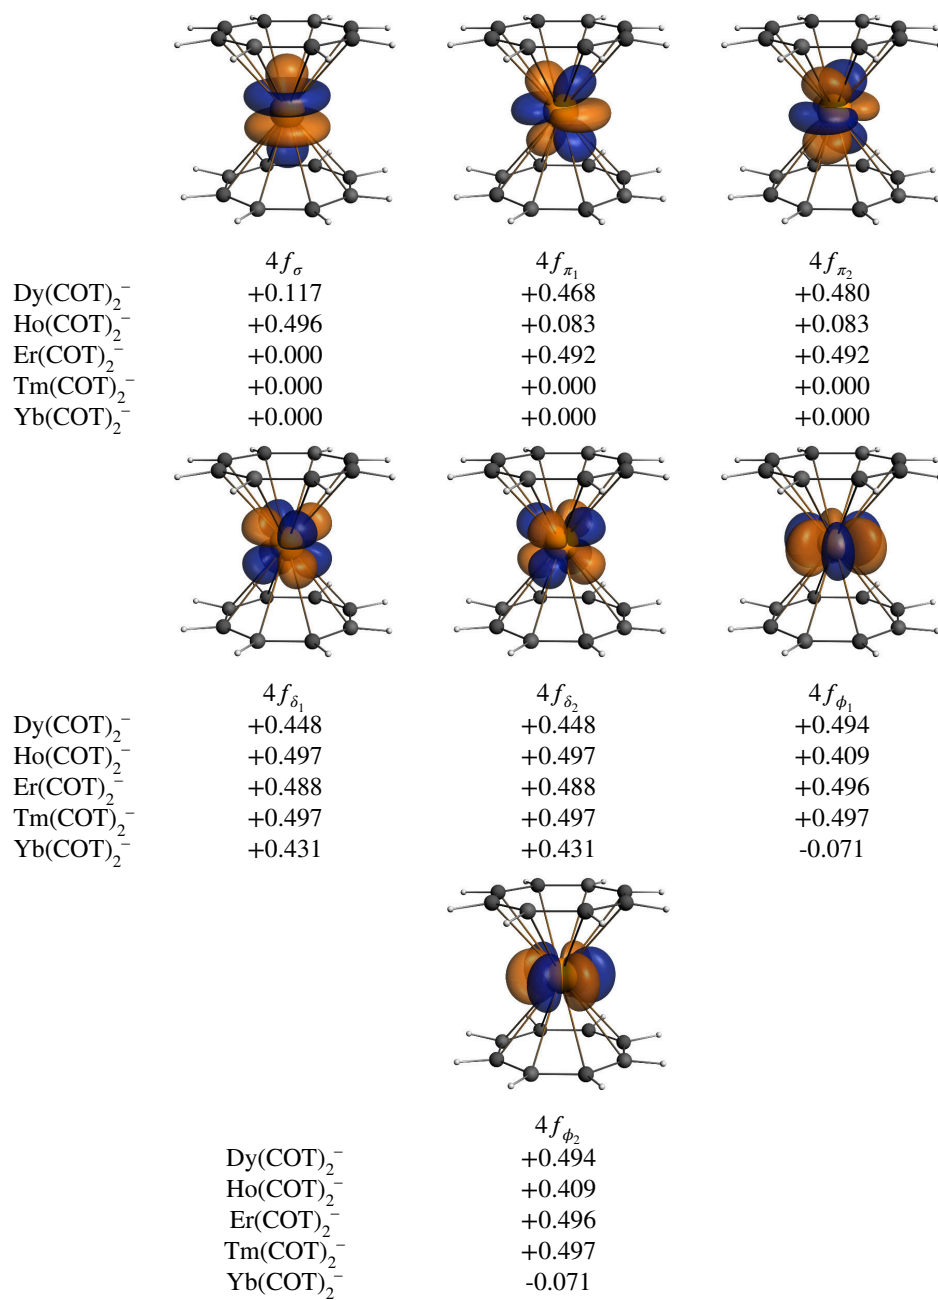 4f_σ 4f_π₁ 4f_π₂
Dy(COT)₂⁻ +0.117 +0.468 +0.480
Ho(COT)₂⁻ +0.496 +0.083 +0.083
Er(COT)₂⁻ +0.000 +0.492 +0.492
Tm(COT)₂⁻ +0.000 +0.000 +0.000
Yb(COT)₂⁻ +0.000 +0.000 +0.000
4f_δ₁ 4f_δ₂ 4f_ϕ₁
Dy(COT)₂⁻ +0.448 +0.448 +0.494
Ho(COT)₂⁻ +0.497 +0.497 +0.409
Er(COT)₂⁻ +0.488 +0.488 +0.496
Tm(COT)₂⁻ +0.497 +0.497 +0.497
Yb(COT)₂⁻ +0.431 +0.431 -0.071
4f_ϕ₂
Dy(COT)₂⁻ +0.494
Ho(COT)₂⁻ +0.409
Er(COT)₂⁻ +0.496
Tm(COT)₂⁻ +0.497
Yb(COT)₂⁻ -0.071